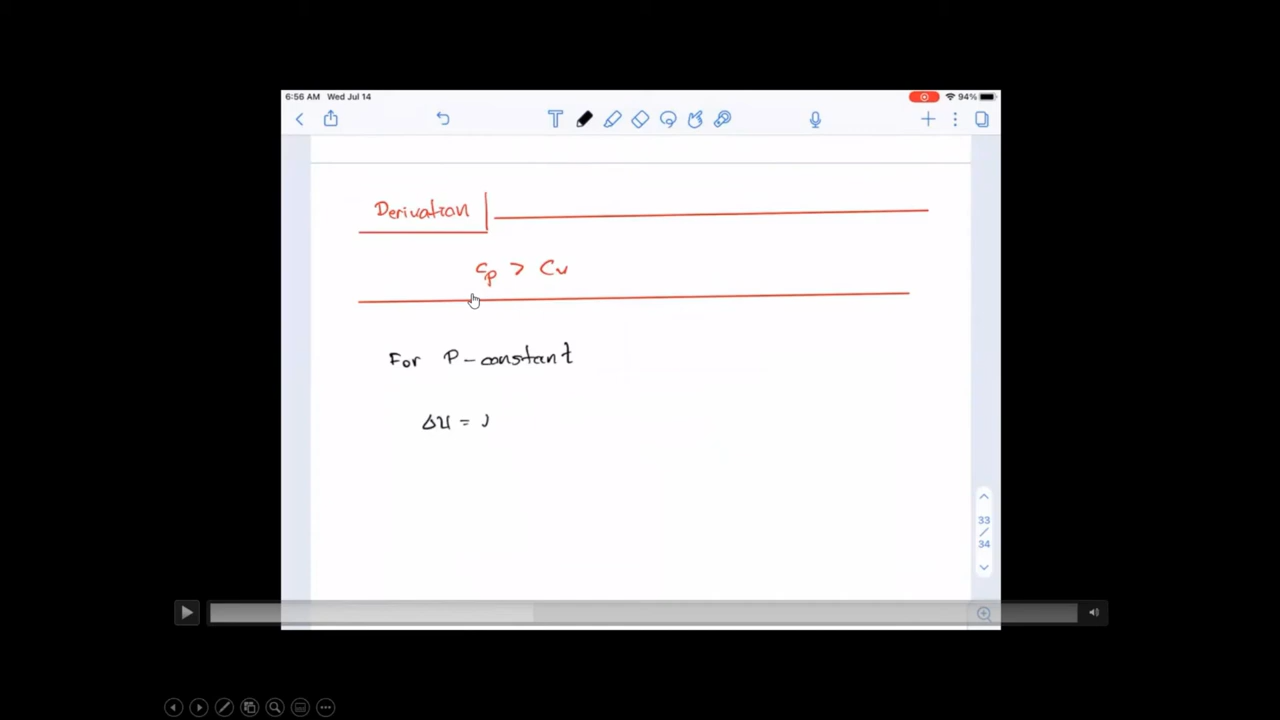 6:56 AM Wed Jul 14 94%
Derivation
Cp > Cv
For P-constant
ΔU =
33
34